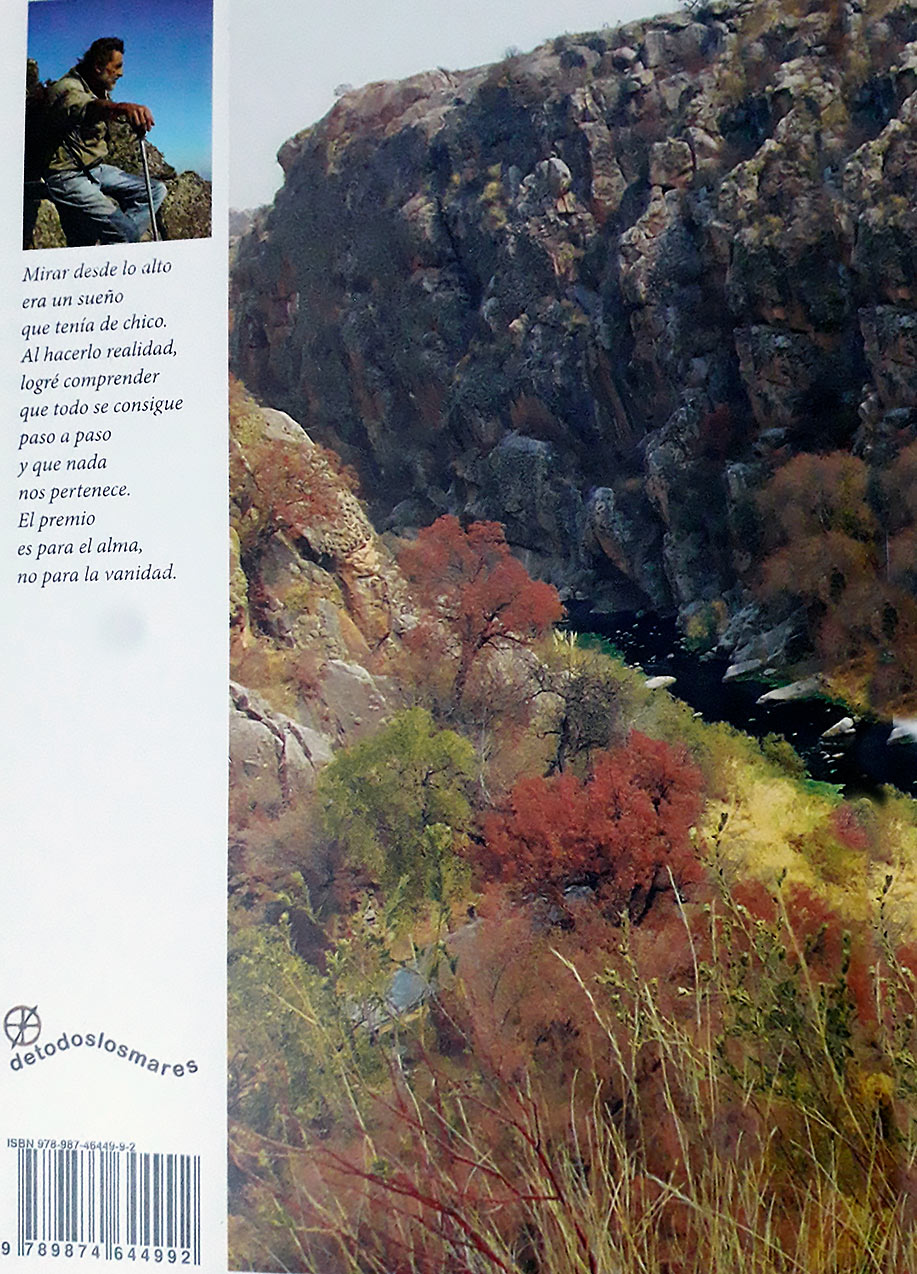 Mirar desde lo alto
era un sueño
que tenía de chico.
Al hacerlo realidad,
logré comprender
que todo se consigue
paso a paso
y que nada
nos pertenece.
El premio
es para el alma,
no para la vanidad.
detodoslosmares
ISBN 978-987-46449-9-2
9 789874 644992